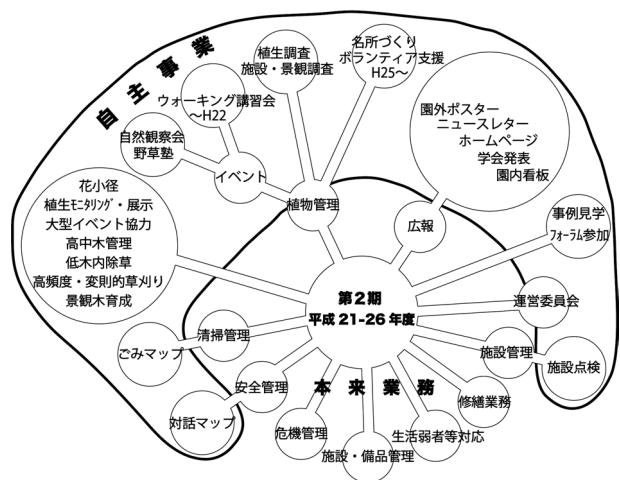 自主事業
植生調査
施設・景観調査
名所づくり
ボランティア支援
H25〜
ウォーキング講習会
〜H22
自然観察会
野草塾
イベント
植物管理
園外ポスター
ニュースレター
ホームページ
学会発表
園内看板
広報
花小径
植生ﾓﾆﾀﾘﾝｸﾞ・展示
大型イベント協力
高中木管理
低木内除草
高頻度・変則的草刈り
景観木育成
事例見学
ﾌｫｰﾗﾑ参加
第2期
平成 21-26 年度
運営委員会
清掃管理
ごみマップ
施設管理
施設点検
安全管理
本来業務
対話マップ
修繕業務
危機管理
生活弱者等対応
施設・備品管理